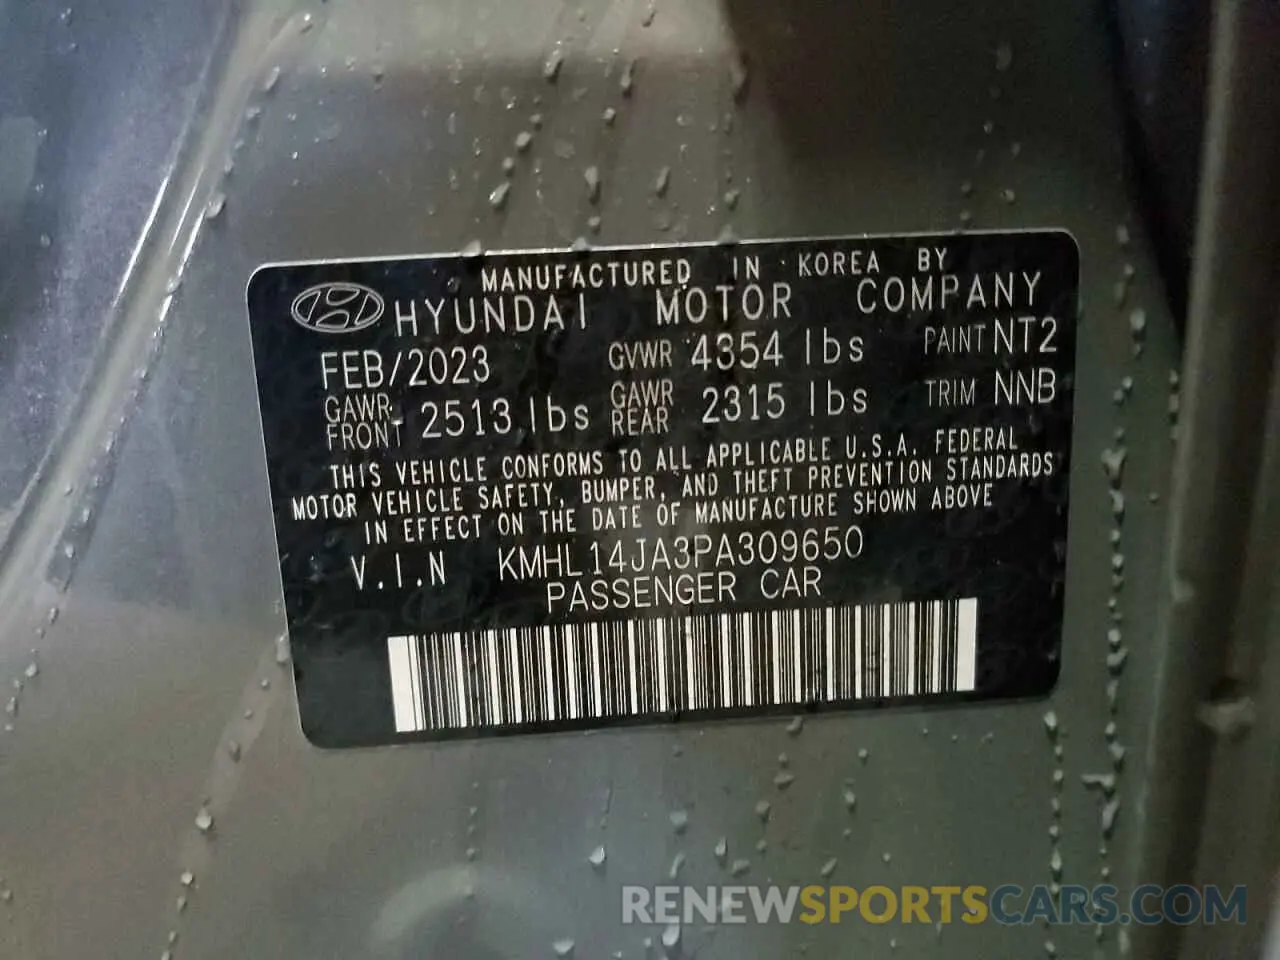 MANUFACTURED IN KOREA BY
HYUNDAI MOTOR COMPANY
FEB/2023 GVWR 4354 lbs PAINT NT2
GAWR FRONT 2513 lbs GAWR REAR 2315 lbs TRIM NNB
THIS VEHICLE CONFORMS TO ALL APPLICABLE U.S.A. FEDERAL
MOTOR VEHICLE SAFETY, BUMPER, AND THEFT PREVENTION STANDARDS
IN EFFECT ON THE DATE OF MANUFACTURE SHOWN ABOVE
V.I.N KMHL14JA3PA309650
PASSENGER CAR
RENEWSPORTSCARS.COM